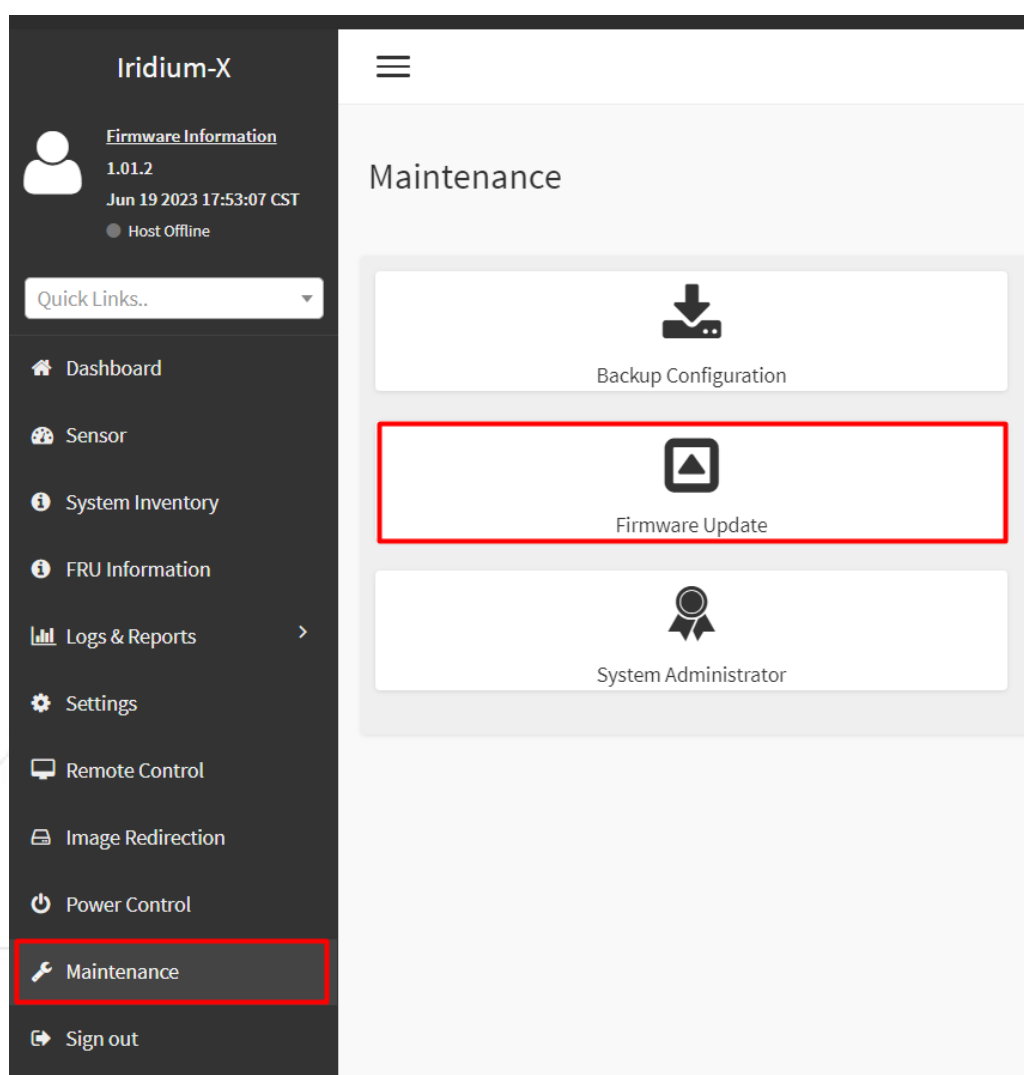 Iridium-X
Firmware Information
1.01.2
Jun 19 2023 17:53:07 CST
Host Offline
Quick Links..
Dashboard
Sensor
System Inventory
FRU Information
Logs & Reports
Settings
Remote Control
Image Redirection
Power Control
Maintenance
Sign out
Maintenance
Backup Configuration
Firmware Update
System Administrator